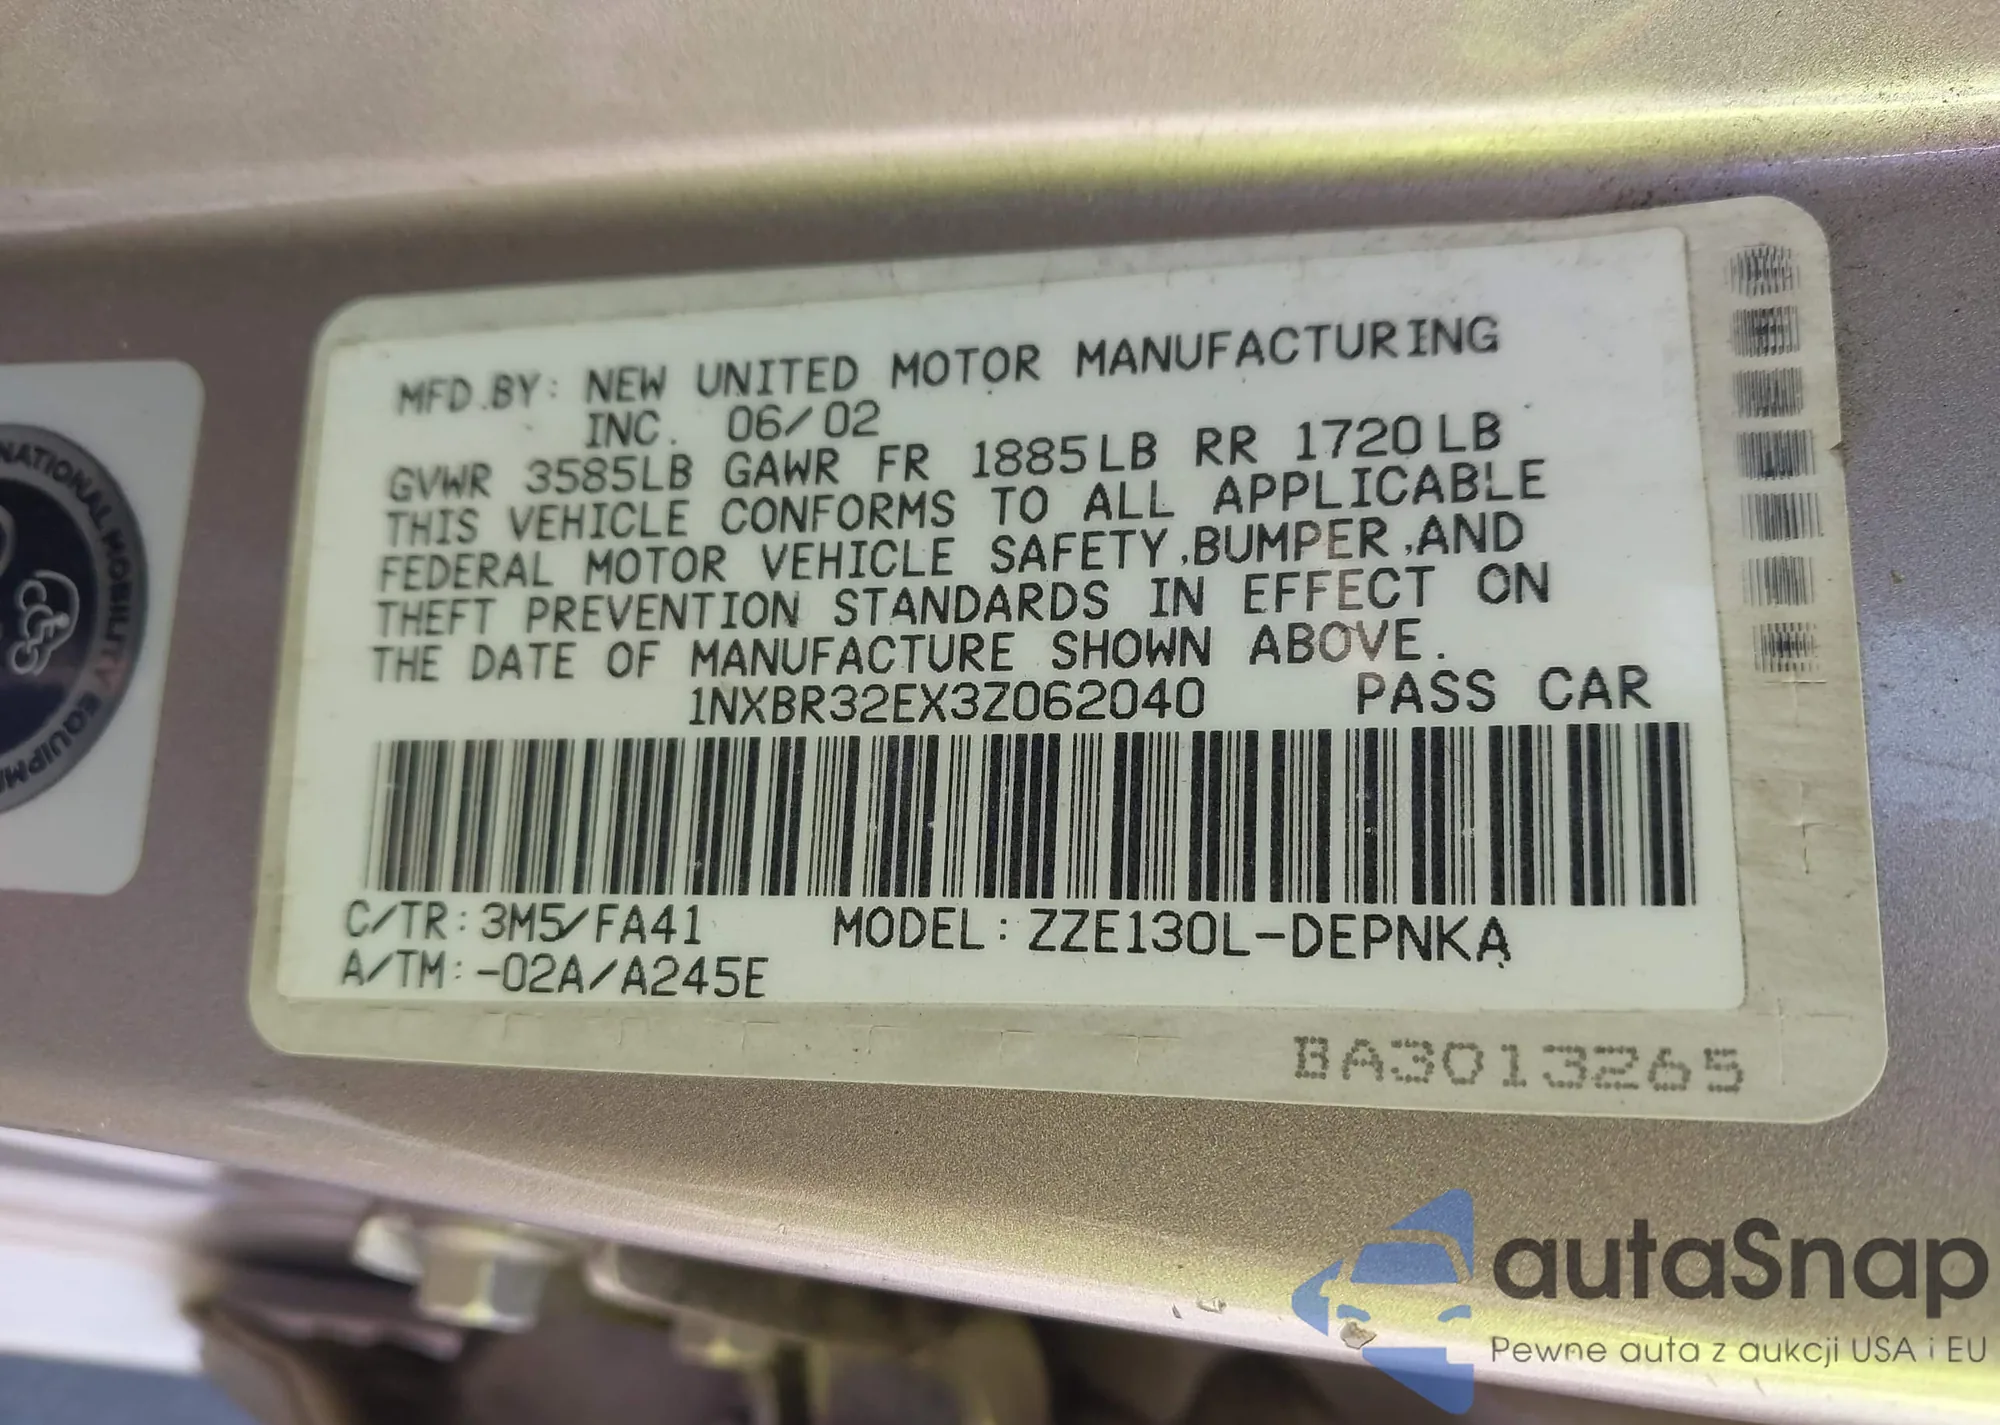 MFD.BY: NEW UNITED MOTOR MANUFACTURING
INC. 06/02
GVWR 3585LB GAWR FR 1885LB RR 1720LB
THIS VEHICLE CONFORMS TO ALL APPLICABLE
FEDERAL MOTOR VEHICLE SAFETY,BUMPER,AND
THEFT PREVENTION STANDARDS IN EFFECT ON
THE DATE OF MANUFACTURE SHOWN ABOVE.
1NXBR32EX3Z062040 PASS CAR
C/TR: 3M5/FA41 MODEL: ZZE130L-DEPNKA
A/TM: -02A/A245E
BA3013265
NATIONAL MOBILITY EQUIPM
autaSnap
Pewne auta z aukcji USA i EU